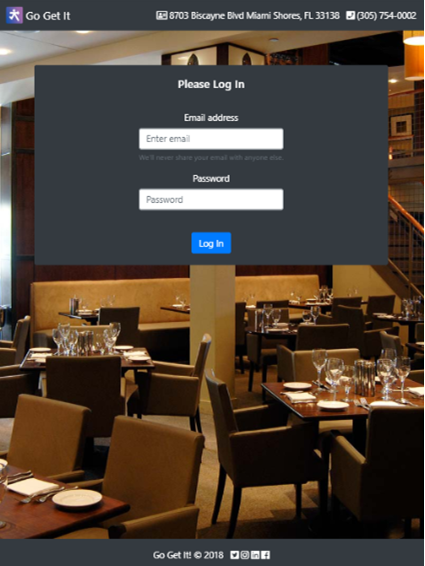 Go Get It
8703 Biscayne Blvd Miami Shores, FL 33138 (305) 754-0002
Please Log In
Email address
Enter email
We'll never share your email with anyone else.
Password
Password
Log In
Go Get It! © 2018